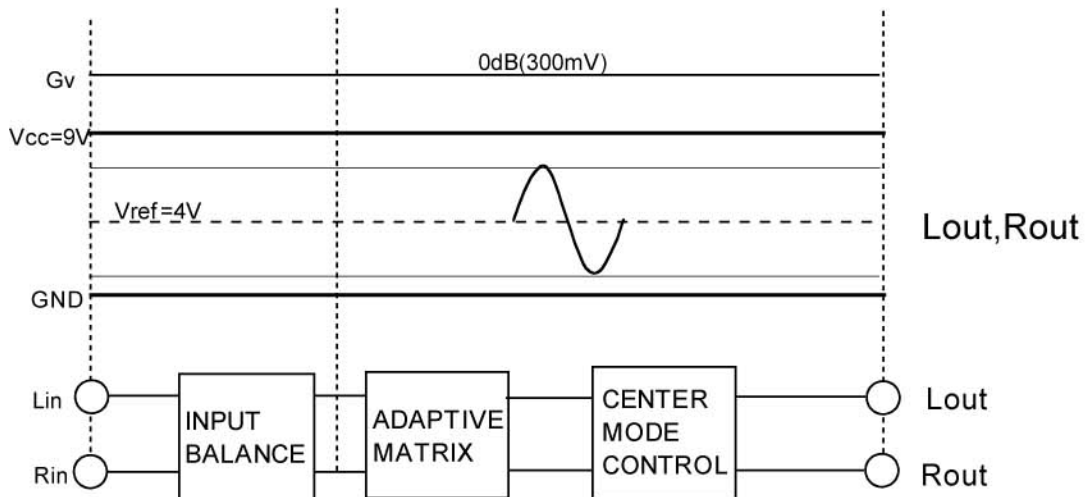 0dB(300mV)
Gv
Vcc=9V
Vref=4V
Lout,Rout
GND
Lin
INPUT
BALANCE
ADAPTIVE
MATRIX
CENTER
MODE
CONTROL
Lout
Rin
Rout